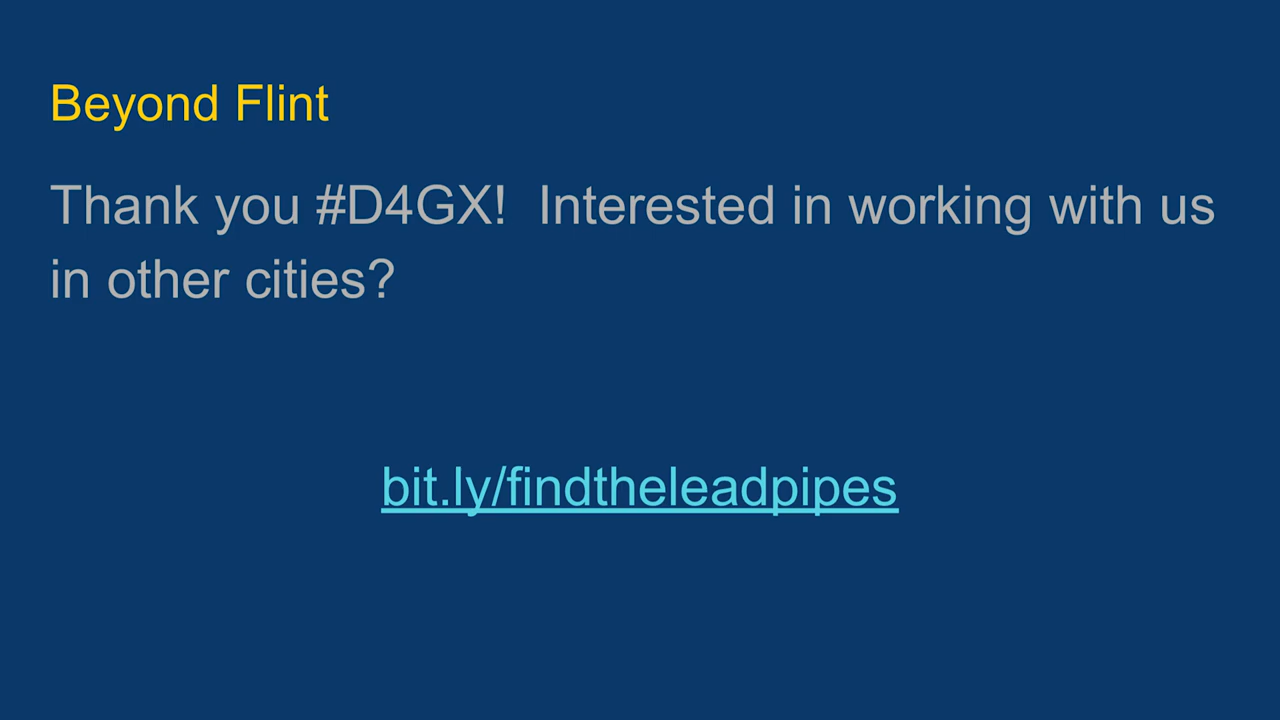 Beyond Flint
Thank you #D4GX!  Interested in working with us
in other cities?
bit.ly/findtheleadpipes